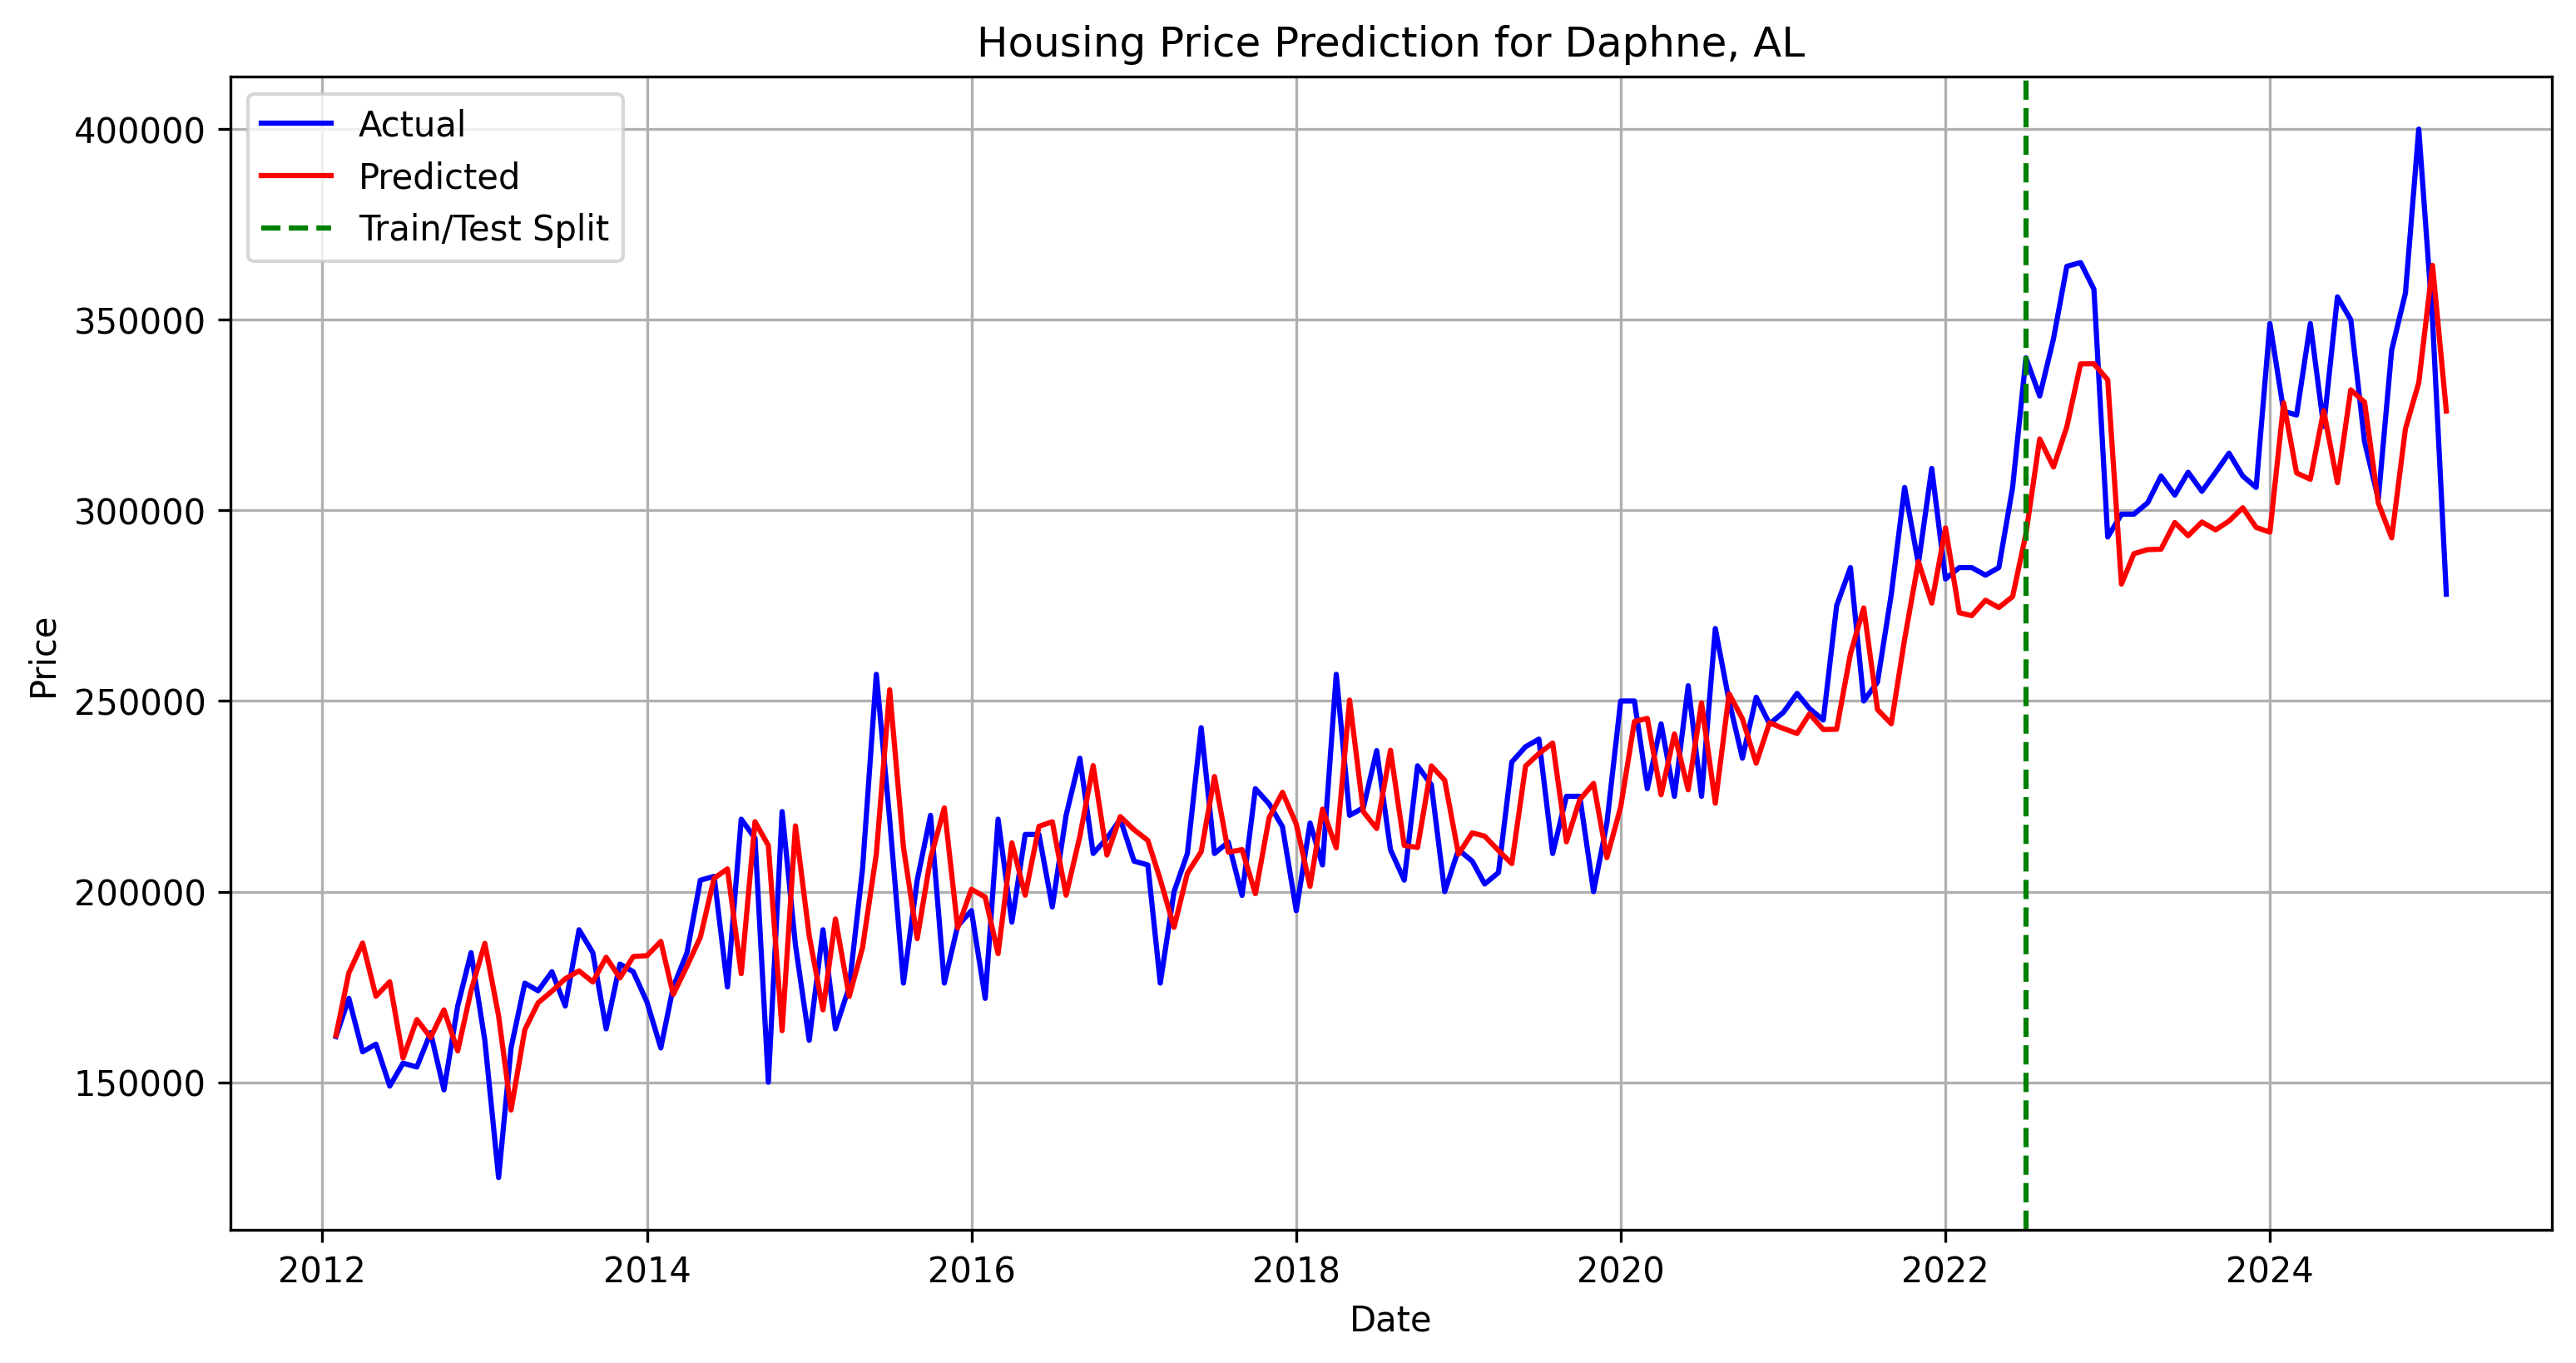 Housing Price Prediction for Daphne, AL
Actual
Predicted
Train/Test Split
400000
350000
300000
250000
200000
150000
Price
2012
2014
2016
2018
2020
2022
2024
Date